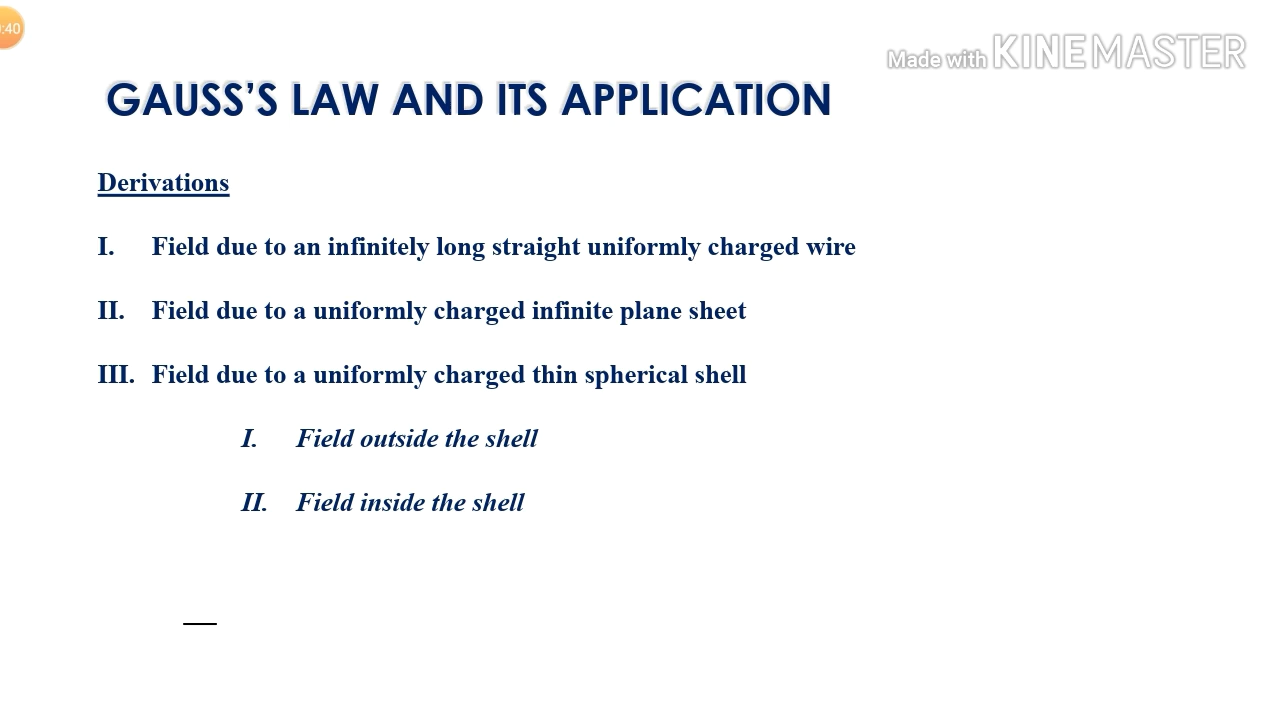 :40
Made with KINEMASTER
GAUSS’S LAW AND ITS APPLICATION
Derivations
I. Field due to an infinitely long straight uniformly charged wire
II. Field due to a uniformly charged infinite plane sheet
III. Field due to a uniformly charged thin spherical shell
I. Field outside the shell
II. Field inside the shell